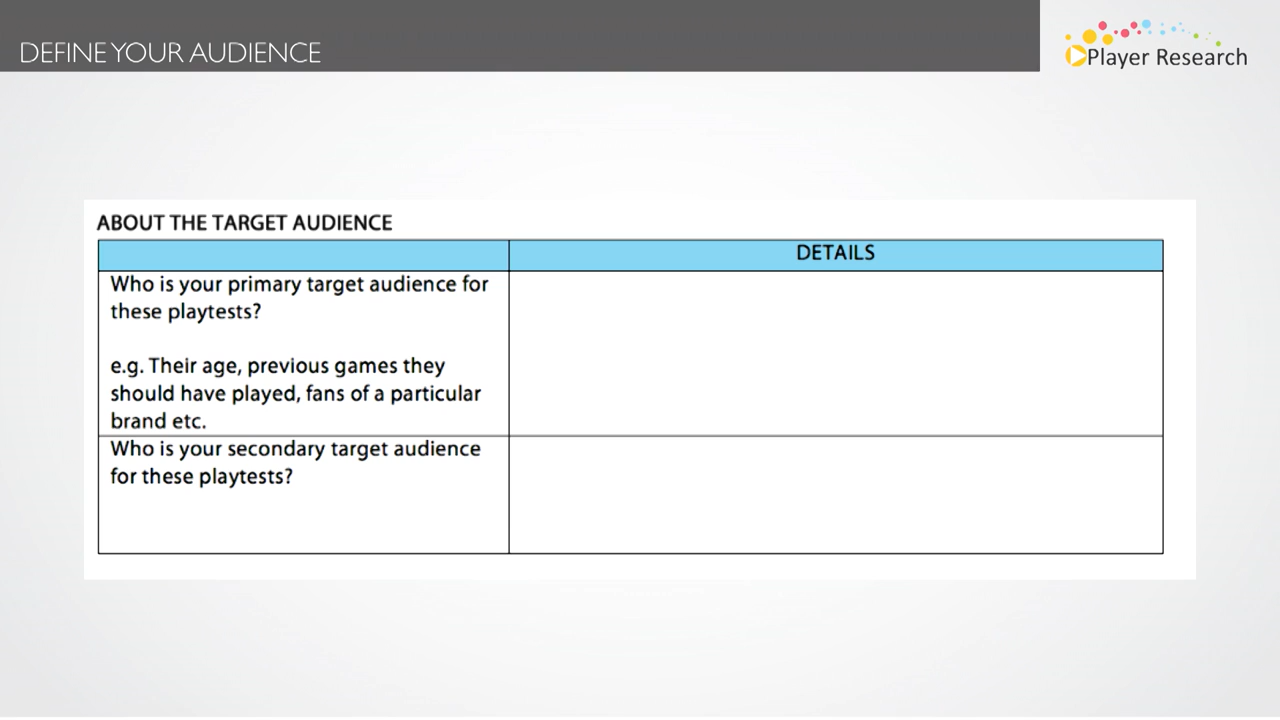 DEFINE YOUR AUDIENCE
Player Research
ABOUT THE TARGET AUDIENCE
DETAILS
Who is your primary target audience for
these playtests?
e.g. Their age, previous games they
should have played, fans of a particular
brand etc.
Who is your secondary target audience
for these playtests?